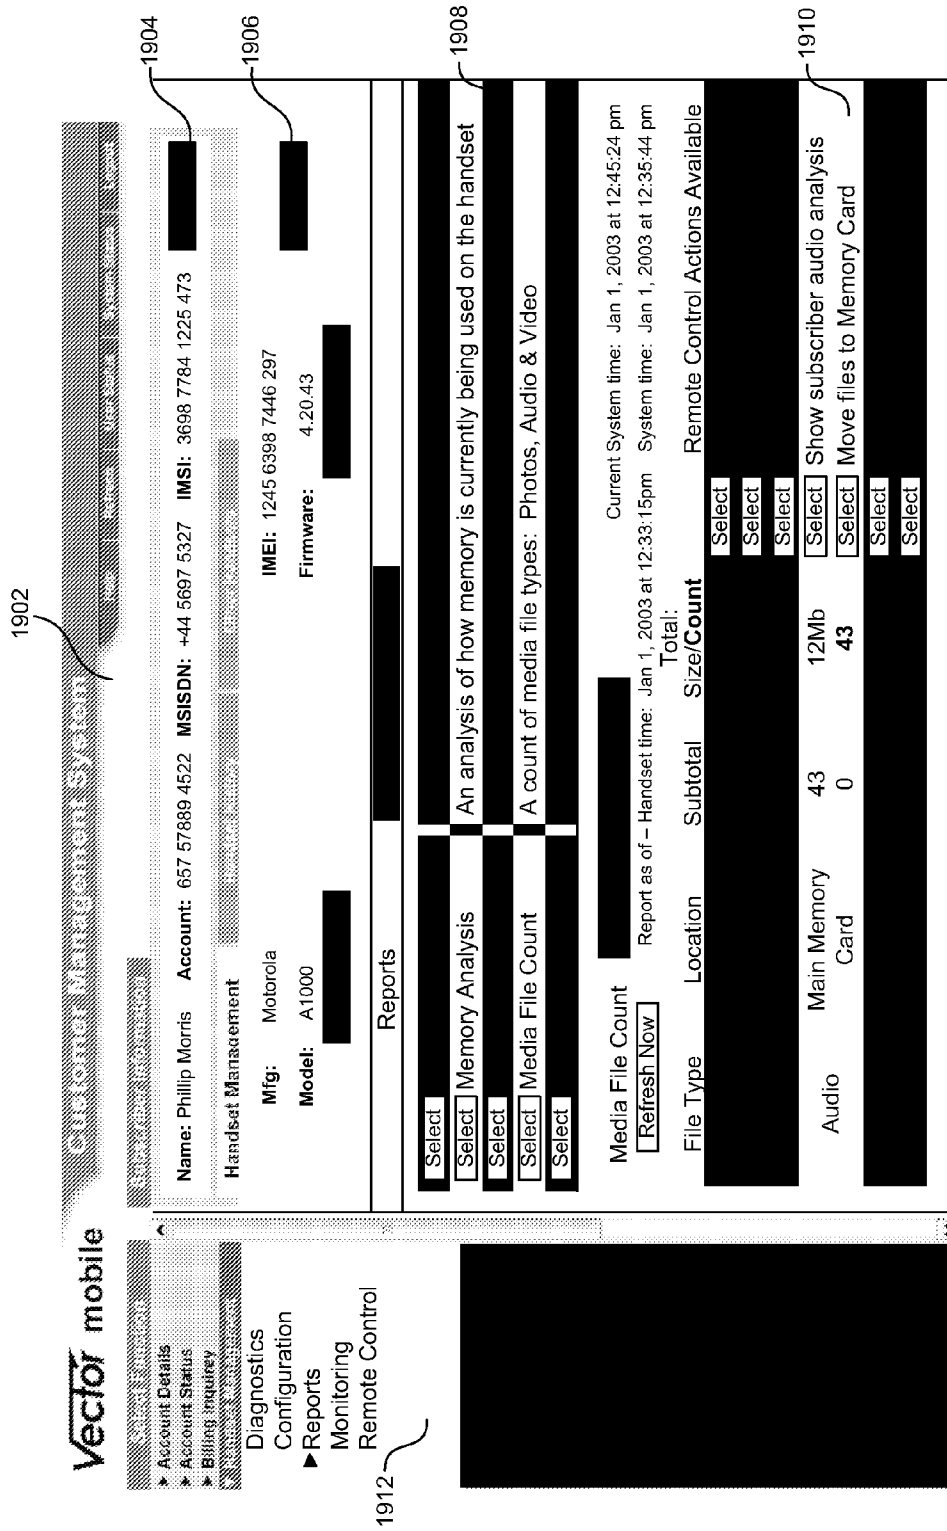 1902
Vector mobile
Customer Management System
Account Details
Account Status
Billing Inquirey
Diagnostics
Configuration
Reports
Monitoring
Remote Control
1912
Name: Phillip Morris Account: 657 57889 4522 MSISDN: +44 5697 5327 IMSI: 3698 7784 1225 473
1904
Handset Management
Mfg: Motorola IMEI: 1245 6398 7446 297
1906
Model: A1000 Firmware: 4.20.43
Reports
Select
Select Memory Analysis An analysis of how memory is currently being used on the handset
Select
1908
Select Media File Count A count of media file types: Photos, Audio & Video
Select
Media File Count Current System time: Jan 1, 2003 at 12:45:24 pm
Refresh Now Report as of – Handset time: Jan 1, 2003 at 12:33:15pm System time: Jan 1, 2003 at 12:35:44 pm
Total:
File Type Location Subtotal Size/Count Remote Control Actions Available
Select
Select
Select
Audio Main Memory 43 12Mb Select Show subscriber audio analysis
Card 0 43 Select Move files to Memory Card
1910
Select
Select